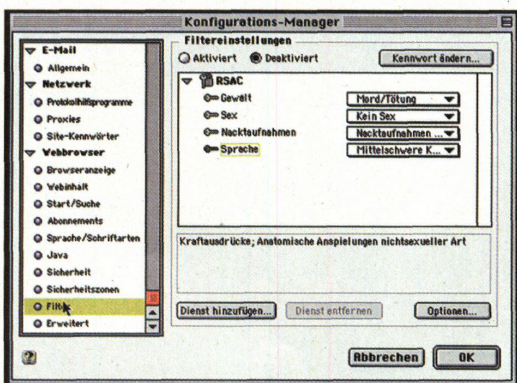 Konfigurations-Manager
E-Mail
Allgemein
Netzwerk
Protokollhilfsprogramme
Proxies
Site-Kennwörter
Webbrowser
Browseranzeige
Webinhalt
Start/Suche
Abonnements
Sprache/Schriftarten
Java
Sicherheit
Sicherheitszonen
Filter
Erweitert
Filtereinstellungen
Aktiviert
Deaktiviert
Kennwort ändern...
RSAC
Gewalt
Mord/Tötung
Sex
Kein Sex
Nacktaufnahmen
Nacktaufnahmen ...
Sprache
Mittelschwere K...
Kraftausdrücke; Anatomische Anspielungen nichtsexueller Art
Dienst hinzufügen...
Dienst entfernen
Optionen...
?
Abbrechen
OK